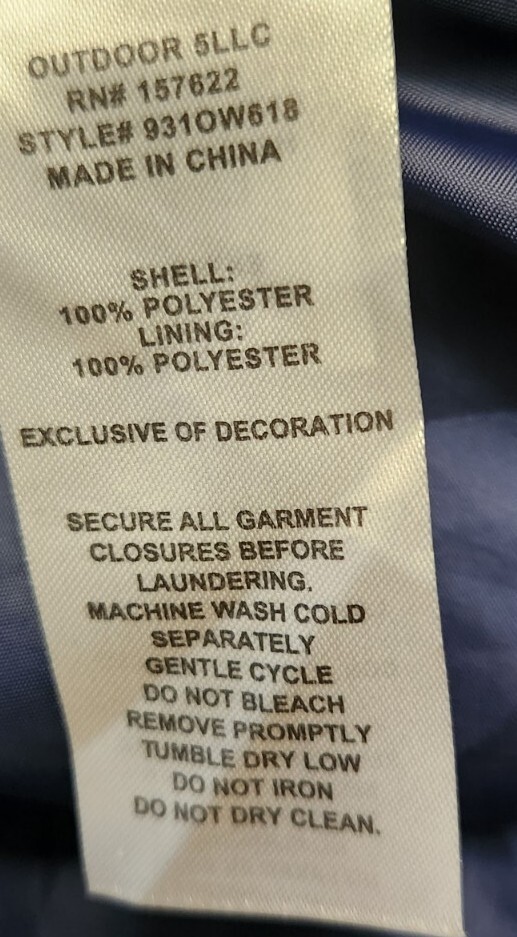 OUTDOOR 5LLC
RN# 157622
STYLE# 931OW618
MADE IN CHINA
SHELL:
100% POLYESTER
LINING:
100% POLYESTER
EXCLUSIVE OF DECORATION
SECURE ALL GARMENT
CLOSURES BEFORE
LAUNDERING.
MACHINE WASH COLD
SEPARATELY
GENTLE CYCLE
DO NOT BLEACH
REMOVE PROMPTLY
TUMBLE DRY LOW
DO NOT IRON
DO NOT DRY CLEAN.